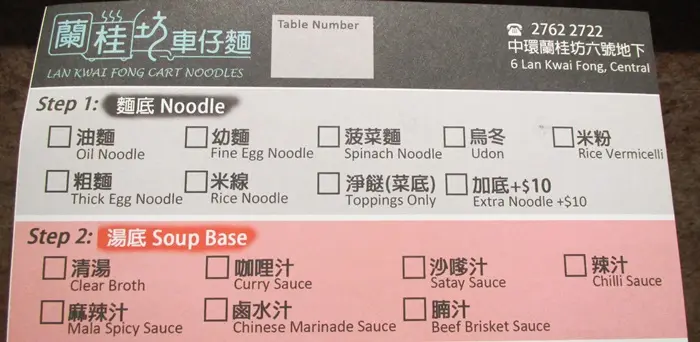 蘭桂坊車仔麵
LAN KWAI FONG CART NOODLES
Table Number
☎ 2762 2722
中環蘭桂坊六號地下
6 Lan Kwai Fong, Central
Step 1: 麵底 Noodle
油麵 幼麵 菠菜麵 烏冬 米粉
Oil Noodle Fine Egg Noodle Spinach Noodle Udon Rice Vermicelli
粗麵 米線 淨餸(菜底) 加底+$10
Thick Egg Noodle Rice Noodle Toppings Only Extra Noodle +$10
Step 2: 湯底 Soup Base
清湯 咖哩汁 沙嗲汁 辣汁
Clear Broth Curry Sauce Satay Sauce Chilli Sauce
麻辣汁 鹵水汁 腩汁
Mala Spicy Sauce Chinese Marinade Sauce Beef Brisket Sauce